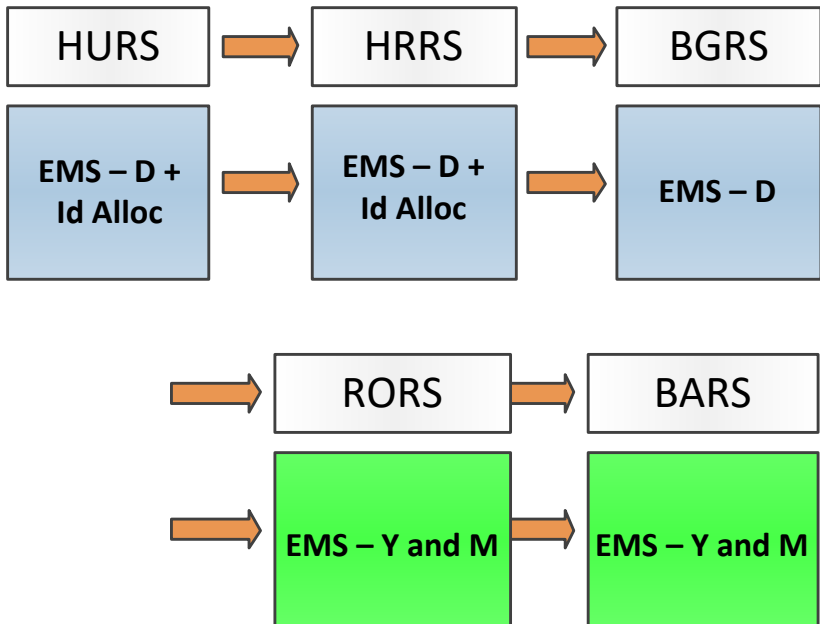 HURS
HRRS
BGRS
EMS – D +
Id Alloc
EMS – D +
Id Alloc
EMS – D
RORS
BARS
EMS – Y and M
EMS – Y and M